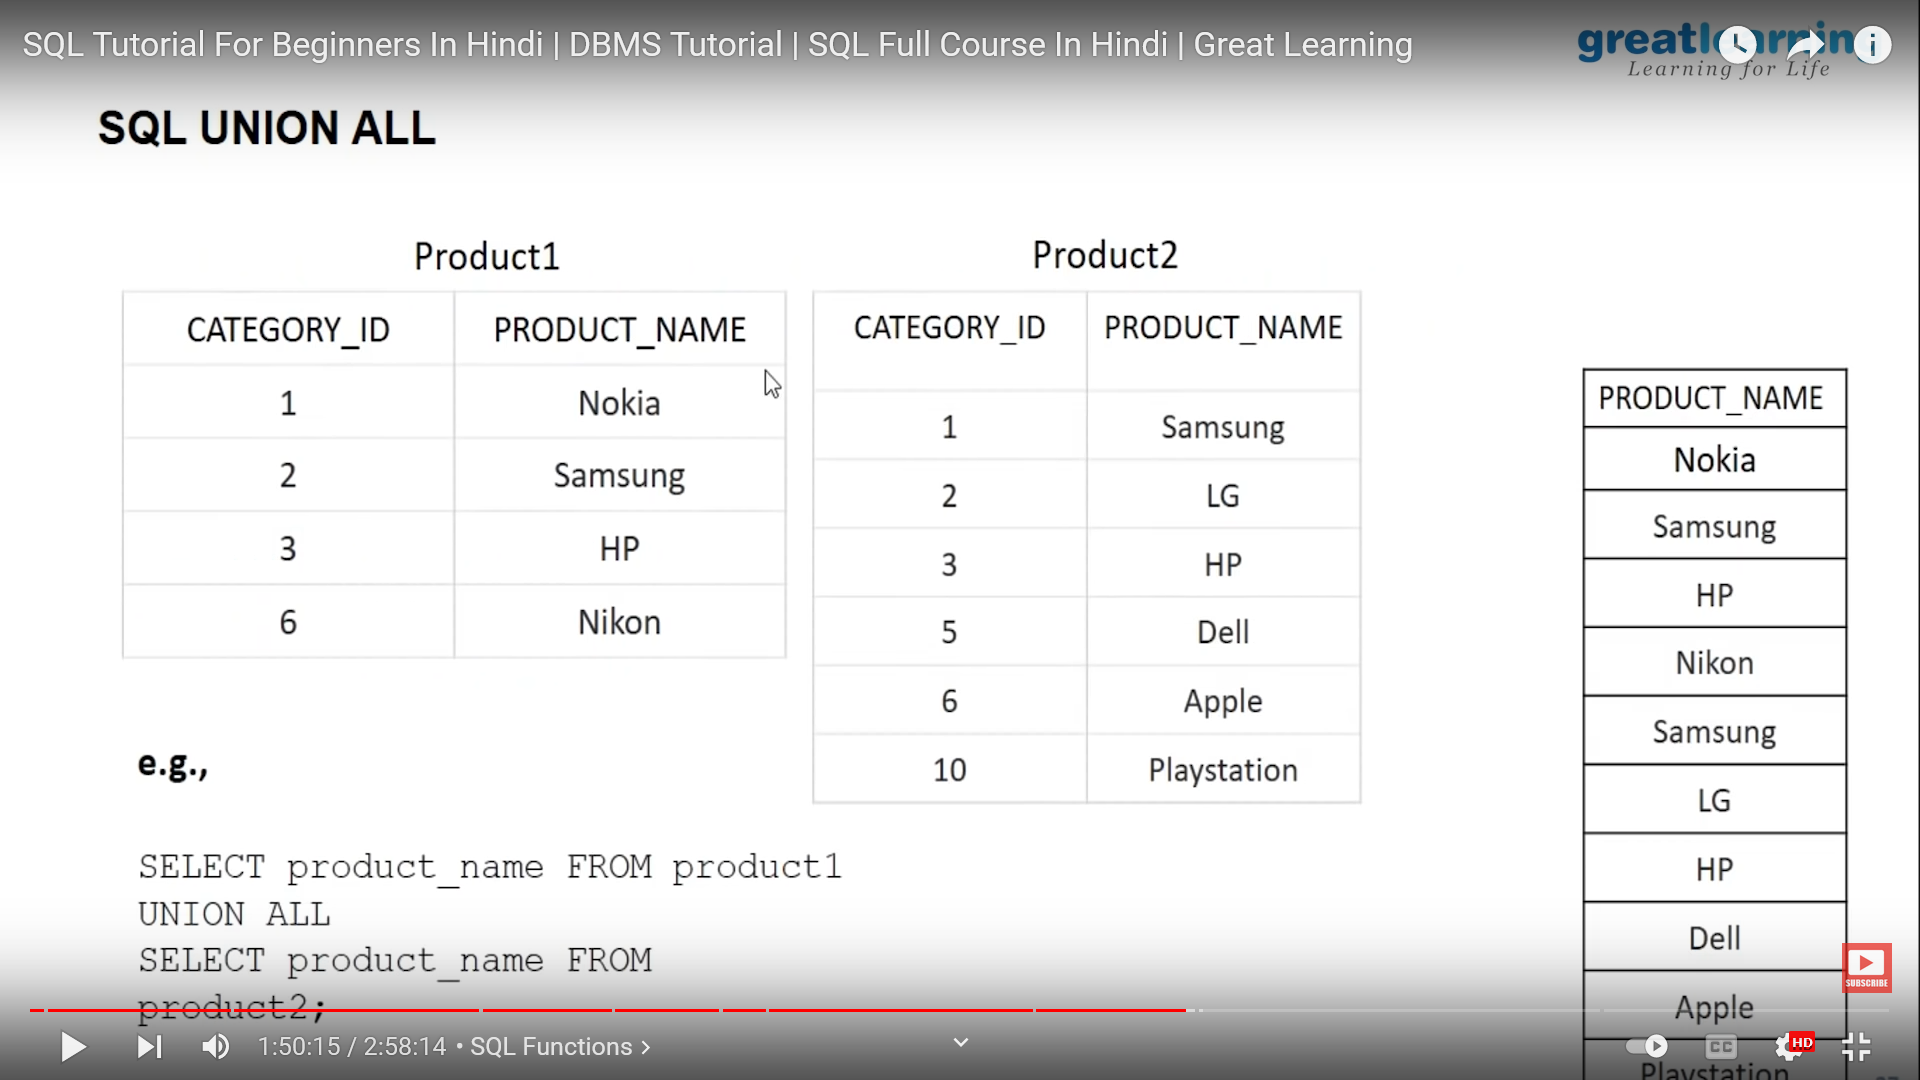 SQL Tutorial For Beginners In Hindi | DBMS Tutorial | SQL Full Course In Hindi | Great Learning
Learning for Life
SQL UNION ALL
Product1
CATEGORY_ID PRODUCT_NAME
1 Nokia
2 Samsung
3 HP
6 Nikon
Product2
CATEGORY_ID PRODUCT_NAME
1 Samsung
2 LG
3 HP
5 Dell
6 Apple
10 Playstation
PRODUCT_NAME
Nokia
Samsung
HP
Nikon
Samsung
LG
HP
Dell
Apple
Playstation
e.g.,
SELECT product_name FROM product1
UNION ALL
SELECT product_name FROM
product2;
SUBSCRIBE
1:50:15 / 2:58:14 • SQL Functions
CC
HD